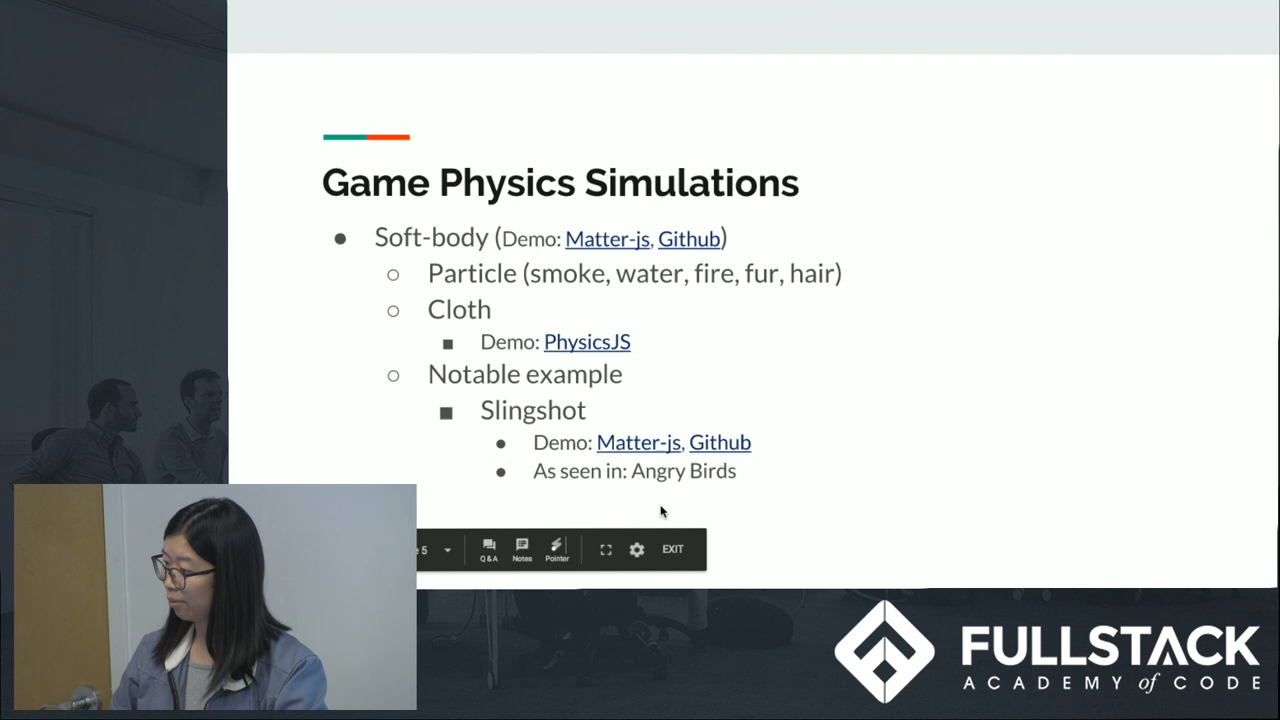 Game Physics Simulations
● Soft-body (Demo: Matter-js, Github)
○ Particle (smoke, water, fire, fur, hair)
○ Cloth
■ Demo: PhysicsJS
○ Notable example
■ Slingshot
● Demo: Matter-js, Github
● As seen in: Angry Birds
5
Q & A
Notes
Pointer
EXIT
FULLSTACK
ACADEMY of CODE